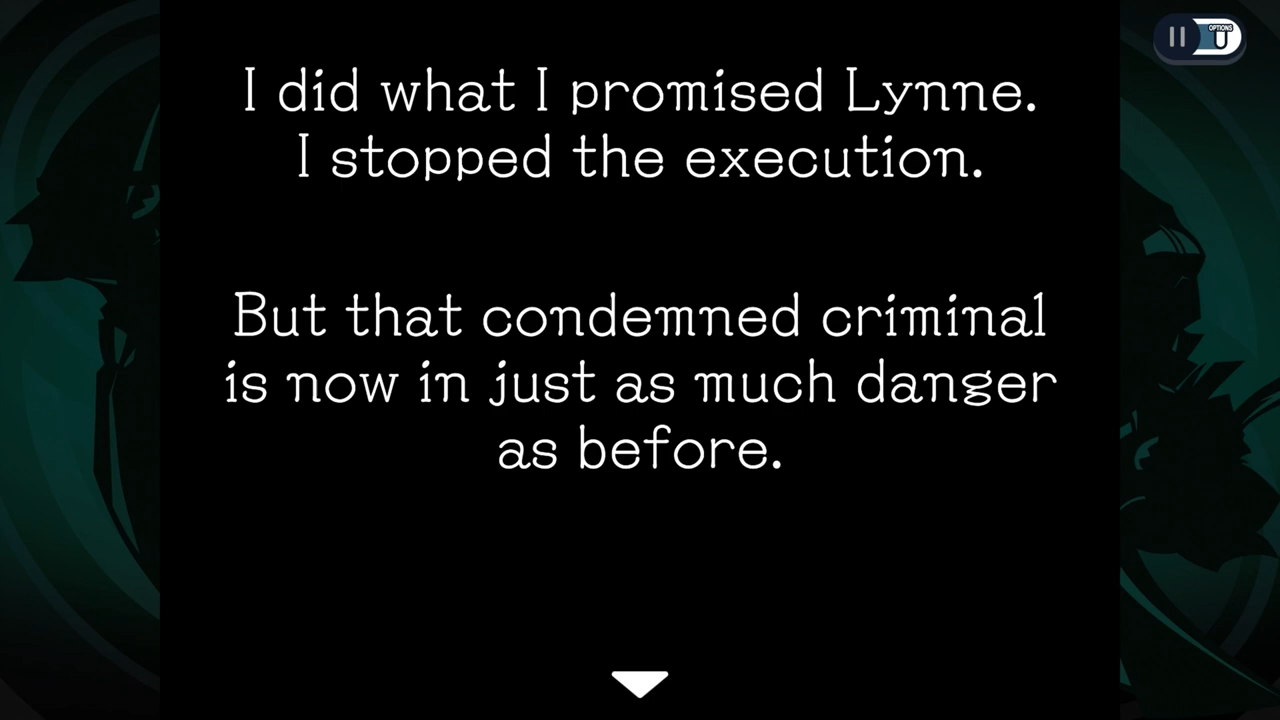 OPTIONS
I did what I promised Lynne.
I stopped the execution.
But that condemned criminal
is now in just as much danger
as before.